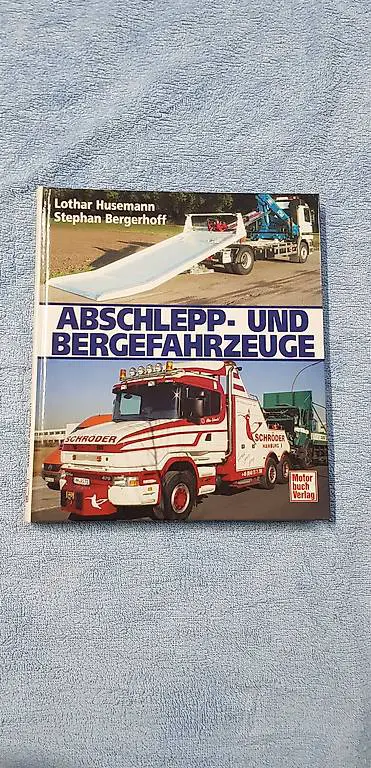 Lothar Husemann
Stephan Bergerhoff
ABSCHLEPP- UND
BERGEFAHRZEUGE
SCHRÖDER
SCHRÖDER
HAMBURG
Motor
buch
Verlag